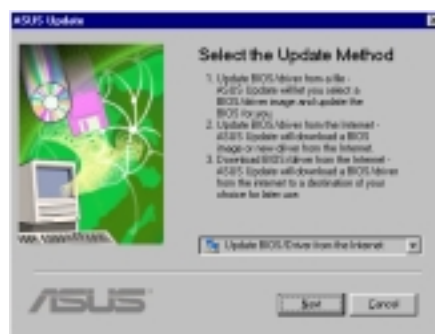 ASUS Update
Select the Update Method
1. Update BIOS/driver from a file -
ASUS Update will let you select a
BIOS/driver image and update the
BIOS for you.
2. Update BIOS/driver from the Internet -
ASUS Update will download a BIOS
image or new driver from the Internet.
3. Download BIOS/driver from the Internet -
ASUS Update will download a BIOS/driver
from the internet to a destination of your
choice for later use.
Update BIOS/Driver from the Internet
ASUS
Next
Cancel